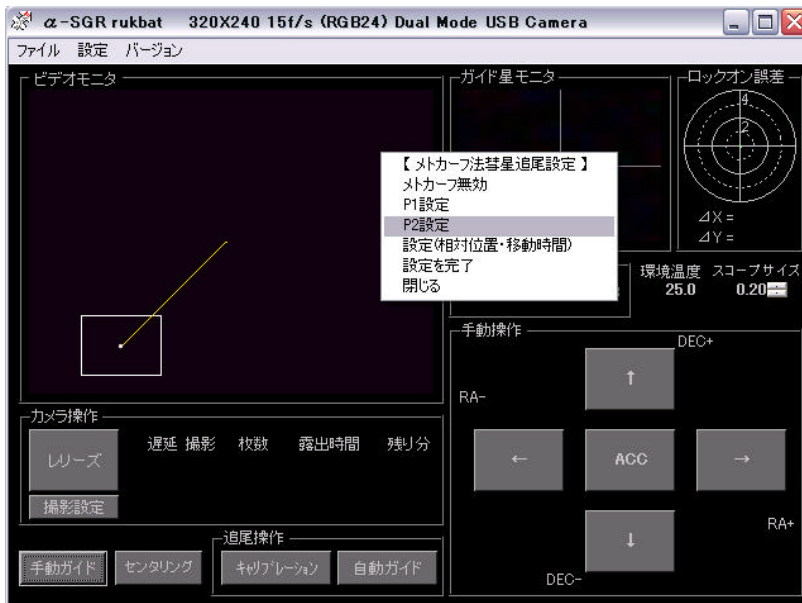 α-SGR rukbat 320X240 15f/s (RGB24) Dual Mode USB Camera
ファイル 設定 バージョン
ビデオモニタ
ガイド星モニタ
ロックオン誤差
4
2
⊿X=
⊿Y=
【 メトカーフ法彗星追尾設定 】
メトカーフ無効
P1設定
P2設定
設定(相対位置・移動時間)
設定を完了
閉じる
環境温度 スコープサイズ
25.0 0.20
手動操作
DEC+
RA-
↑
← ACC →
↓
RA+
DEC-
カメラ操作
レリーズ
遅延 撮影 枚数 露出時間 残り分
撮影設定
追尾操作
手動ガイド センタリング キャリブレーション 自動ガイド